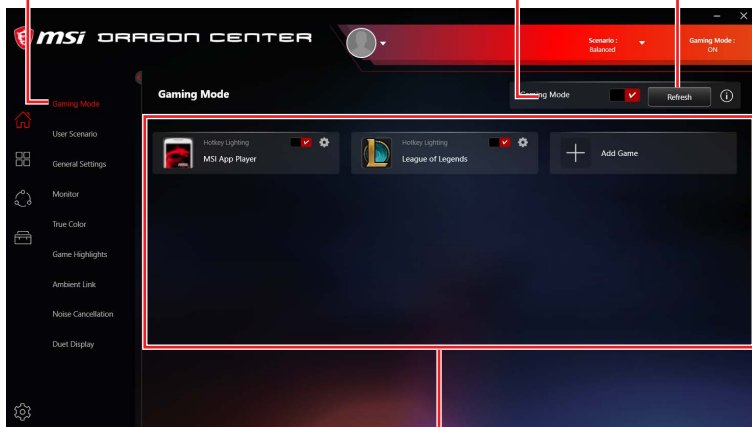 msi DRAGON CENTER
Scenario :
Balanced
Gaming Mode :
ON
Gaming Mode
User Scenario
General Settings
Monitor
True Color
Game Highlights
Ambient Link
Noise Cancellation
Duet Display
Gaming Mode
Gaming Mode
Refresh
Hotkey Lighting
MSI App Player
Hotkey Lighting
League of Legends
Add Game